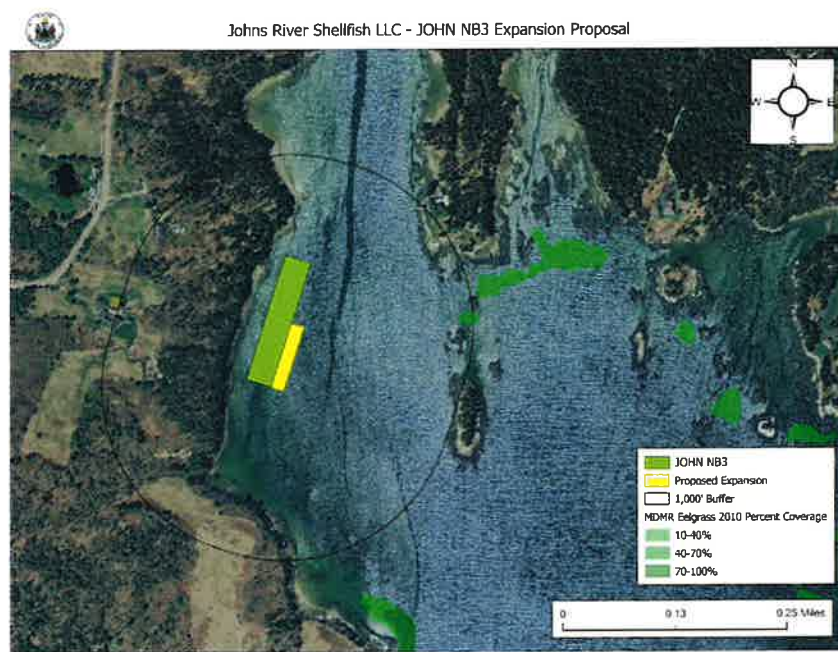 Johns River Shellfish LLC - JOHN NB3 Expansion Proposal
N
W
S
JOHN NB3
Proposed Expansion
1,000' Buffer
MDMR Eelgrass 2010 Percent Coverage
10-40%
40-70%
70-100%
0 0.13 0.25 Miles